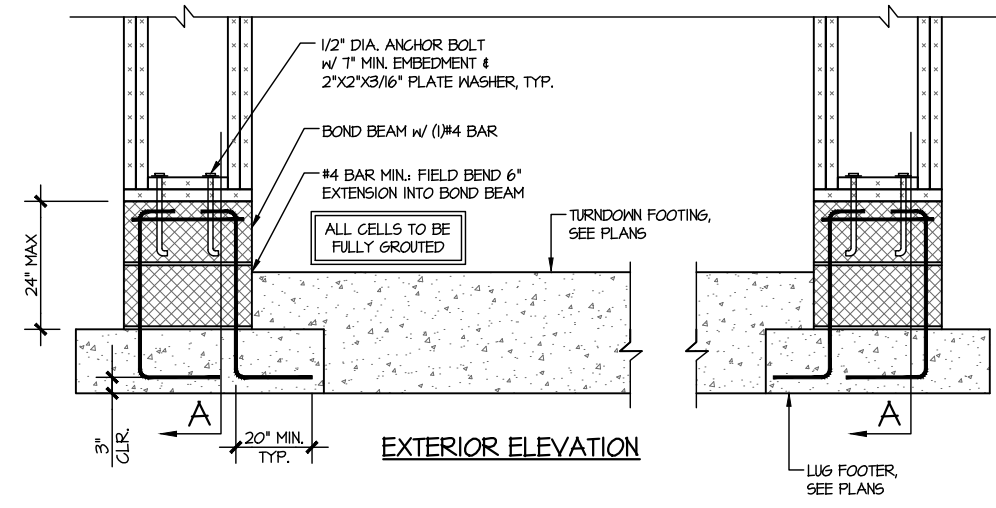 1/2" DIA. ANCHOR BOLT
W/ 7" MIN. EMBEDMENT &
2"X2"X3/16" PLATE WASHER, TYP.
BOND BEAM W/ (1)#4 BAR
#4 BAR MIN.: FIELD BEND 6"
EXTENSION INTO BOND BEAM
ALL CELLS TO BE
FULLY GROUTED
TURNDOWN FOOTING,
SEE PLANS
24" MAX
3"
CLR.
A
20" MIN.
TYP.
EXTERIOR ELEVATION
A
LUG FOOTER,
SEE PLANS